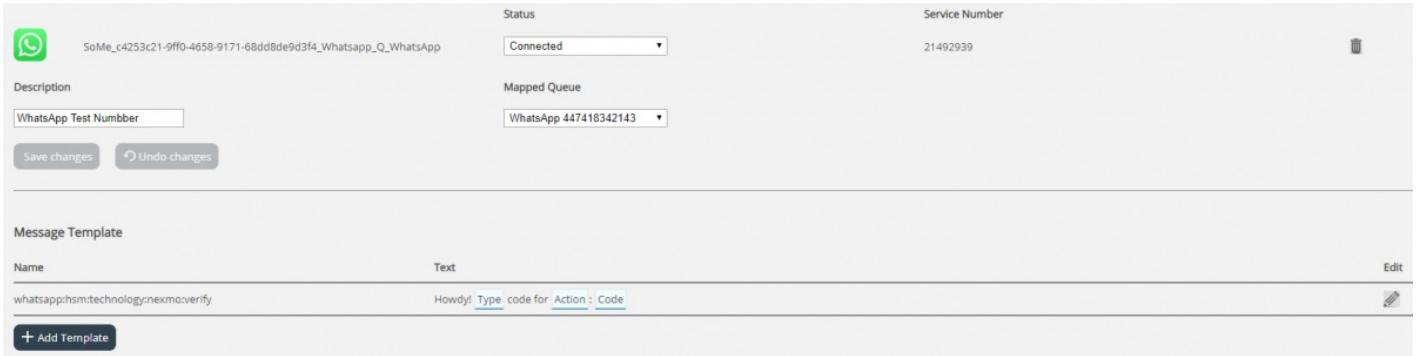 Status Service Number
SoMe_c4253c21-9ff0-4658-9171-68dd8de9d3f4_Whatsapp_Q_WhatsApp Connected 21492939
Description Mapped Queue
WhatsApp Test Numbber WhatsApp 447418342143
Save changes Undo changes
Message Template
Name Text Edit
whatsapp:hsm:technology:nexmo:verify Howdy! Type code for Action : Code
+ Add Template